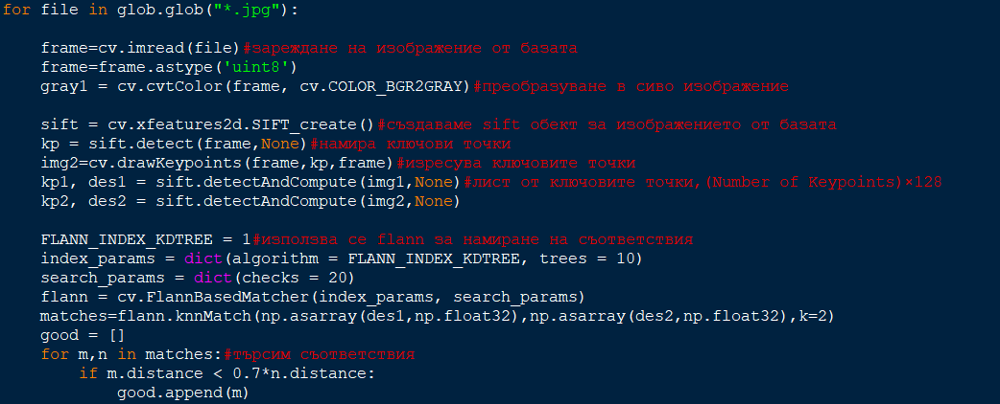 for file in glob.glob("*.jpg"):
frame=cv.imread(file)#зареждане на изображение от базата
frame=frame.astype('uint8')
gray1 = cv.cvtColor(frame, cv.COLOR_BGR2GRAY)#преобразуване в сиво изображение
sift = cv.xfeatures2d.SIFT_create()#създаваме sift обект за изображението от базата
kp = sift.detect(frame,None)#намира ключови точки
img2=cv.drawKeypoints(frame,kp,frame)#изресува ключовите точки
kp1, des1 = sift.detectAndCompute(img1,None)#лист от ключовите точки,(Number of Keypoints)×128
kp2, des2 = sift.detectAndCompute(img2,None)
FLANN_INDEX_KDTREE = 1#използва се flann за намиране на съответствия
index_params = dict(algorithm = FLANN_INDEX_KDTREE, trees = 10)
search_params = dict(checks = 20)
flann = cv.FlannBasedMatcher(index_params, search_params)
matches=flann.knnMatch(np.asarray(des1,np.float32),np.asarray(des2,np.float32),k=2)
good = []
for m,n in matches:#търсим съответствия
if m.distance < 0.7*n.distance:
good.append(m)